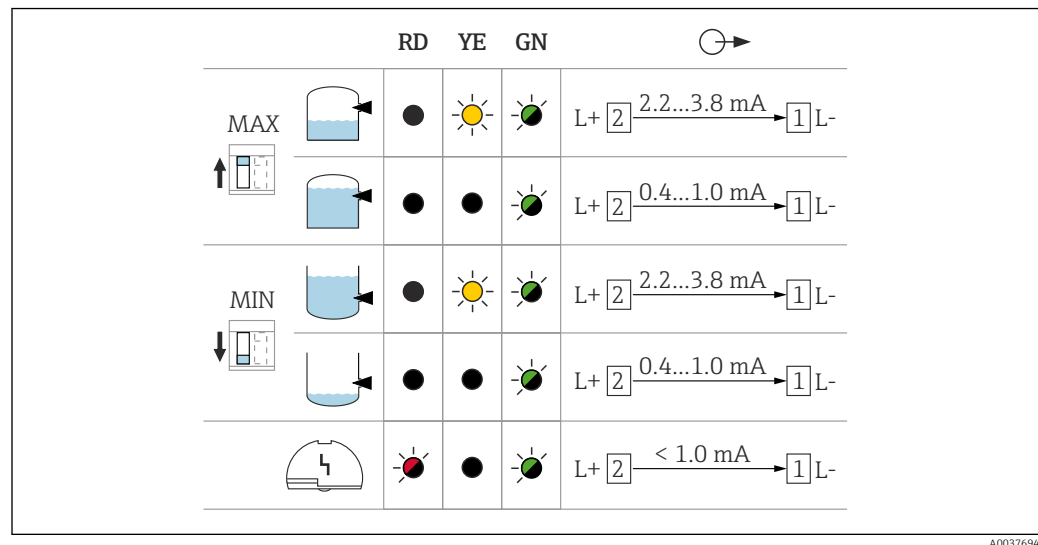 RD YE GN
MAX
L+ 2 2.2...3.8 mA 1 L-
L+ 2 0.4...1.0 mA 1 L-
MIN
L+ 2 2.2...3.8 mA 1 L-
L+ 2 0.4...1.0 mA 1 L-
L+ 2 < 1.0 mA 1 L-
A0037694